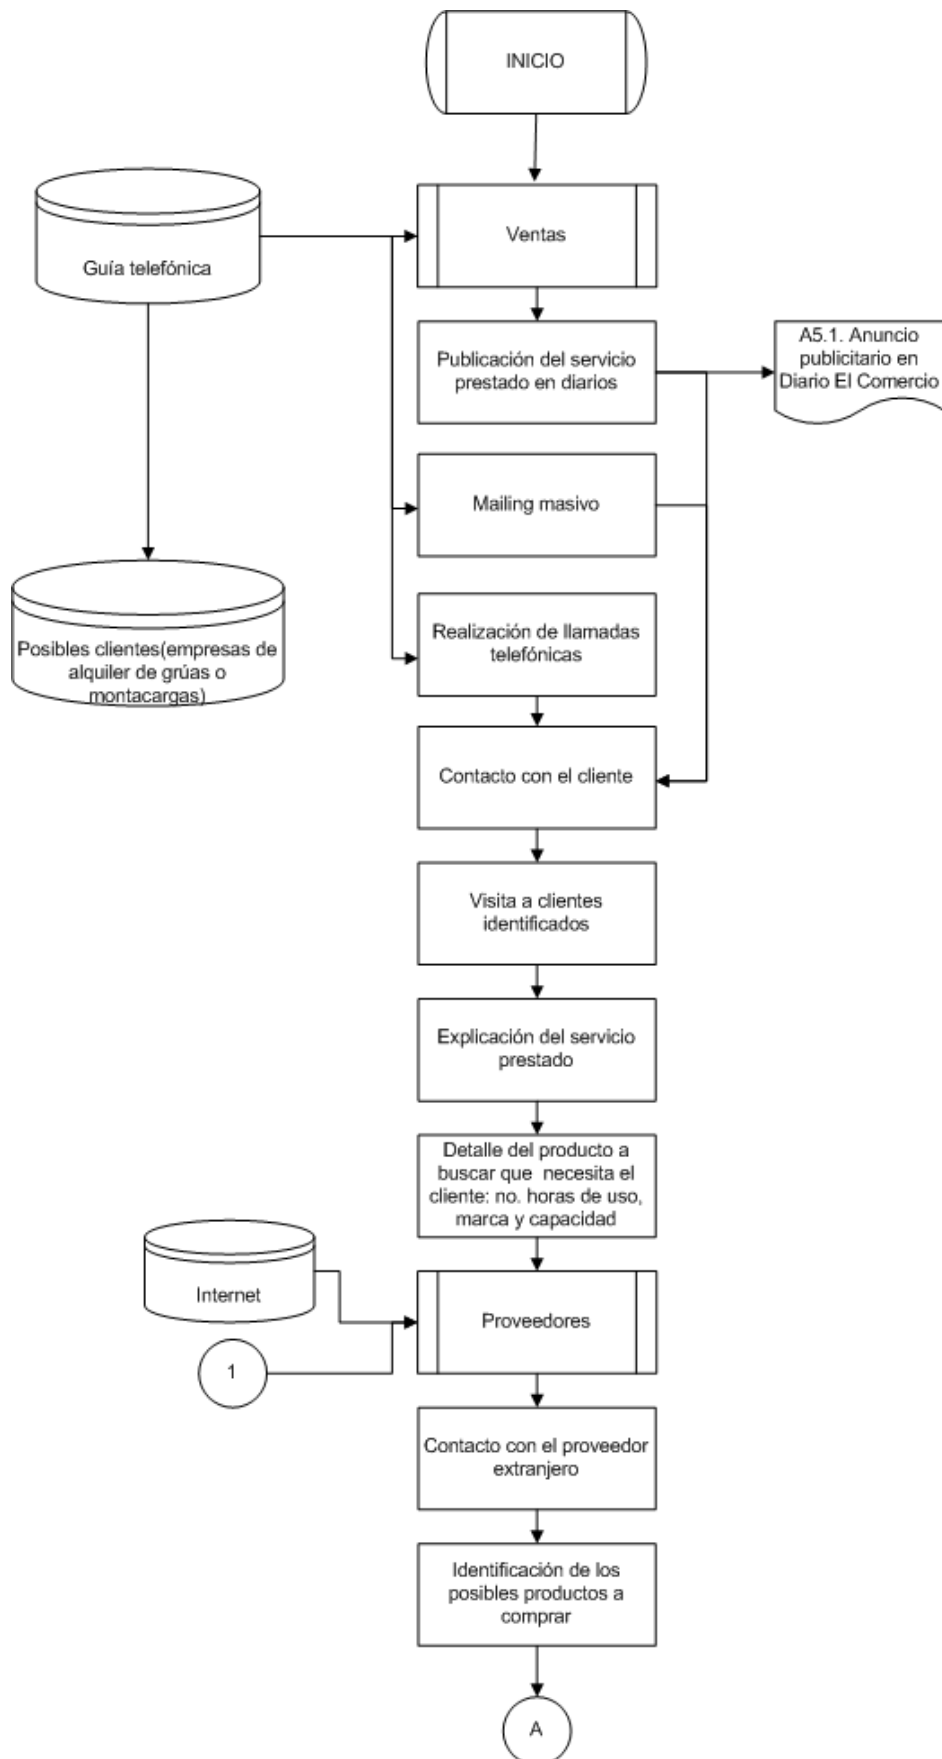 INICIO
Ventas
Guía telefónica
Publicación del servicio
prestado en diarios
A5.1. Anuncio
publicitario en
Diario El Comercio
Mailing masivo
Posibles clientes(empresas de
alquiler de grúas o
montacargas)
Realización de llamadas
telefónicas
Contacto con el cliente
Visita a clientes
identificados
Explicación del servicio
prestado
Detalle del producto a
buscar que  necesita el
cliente: no. horas de uso,
marca y capacidad
Internet
Proveedores
1
Contacto con el proveedor
extranjero
Identificación de los
posibles productos a
comprar
A